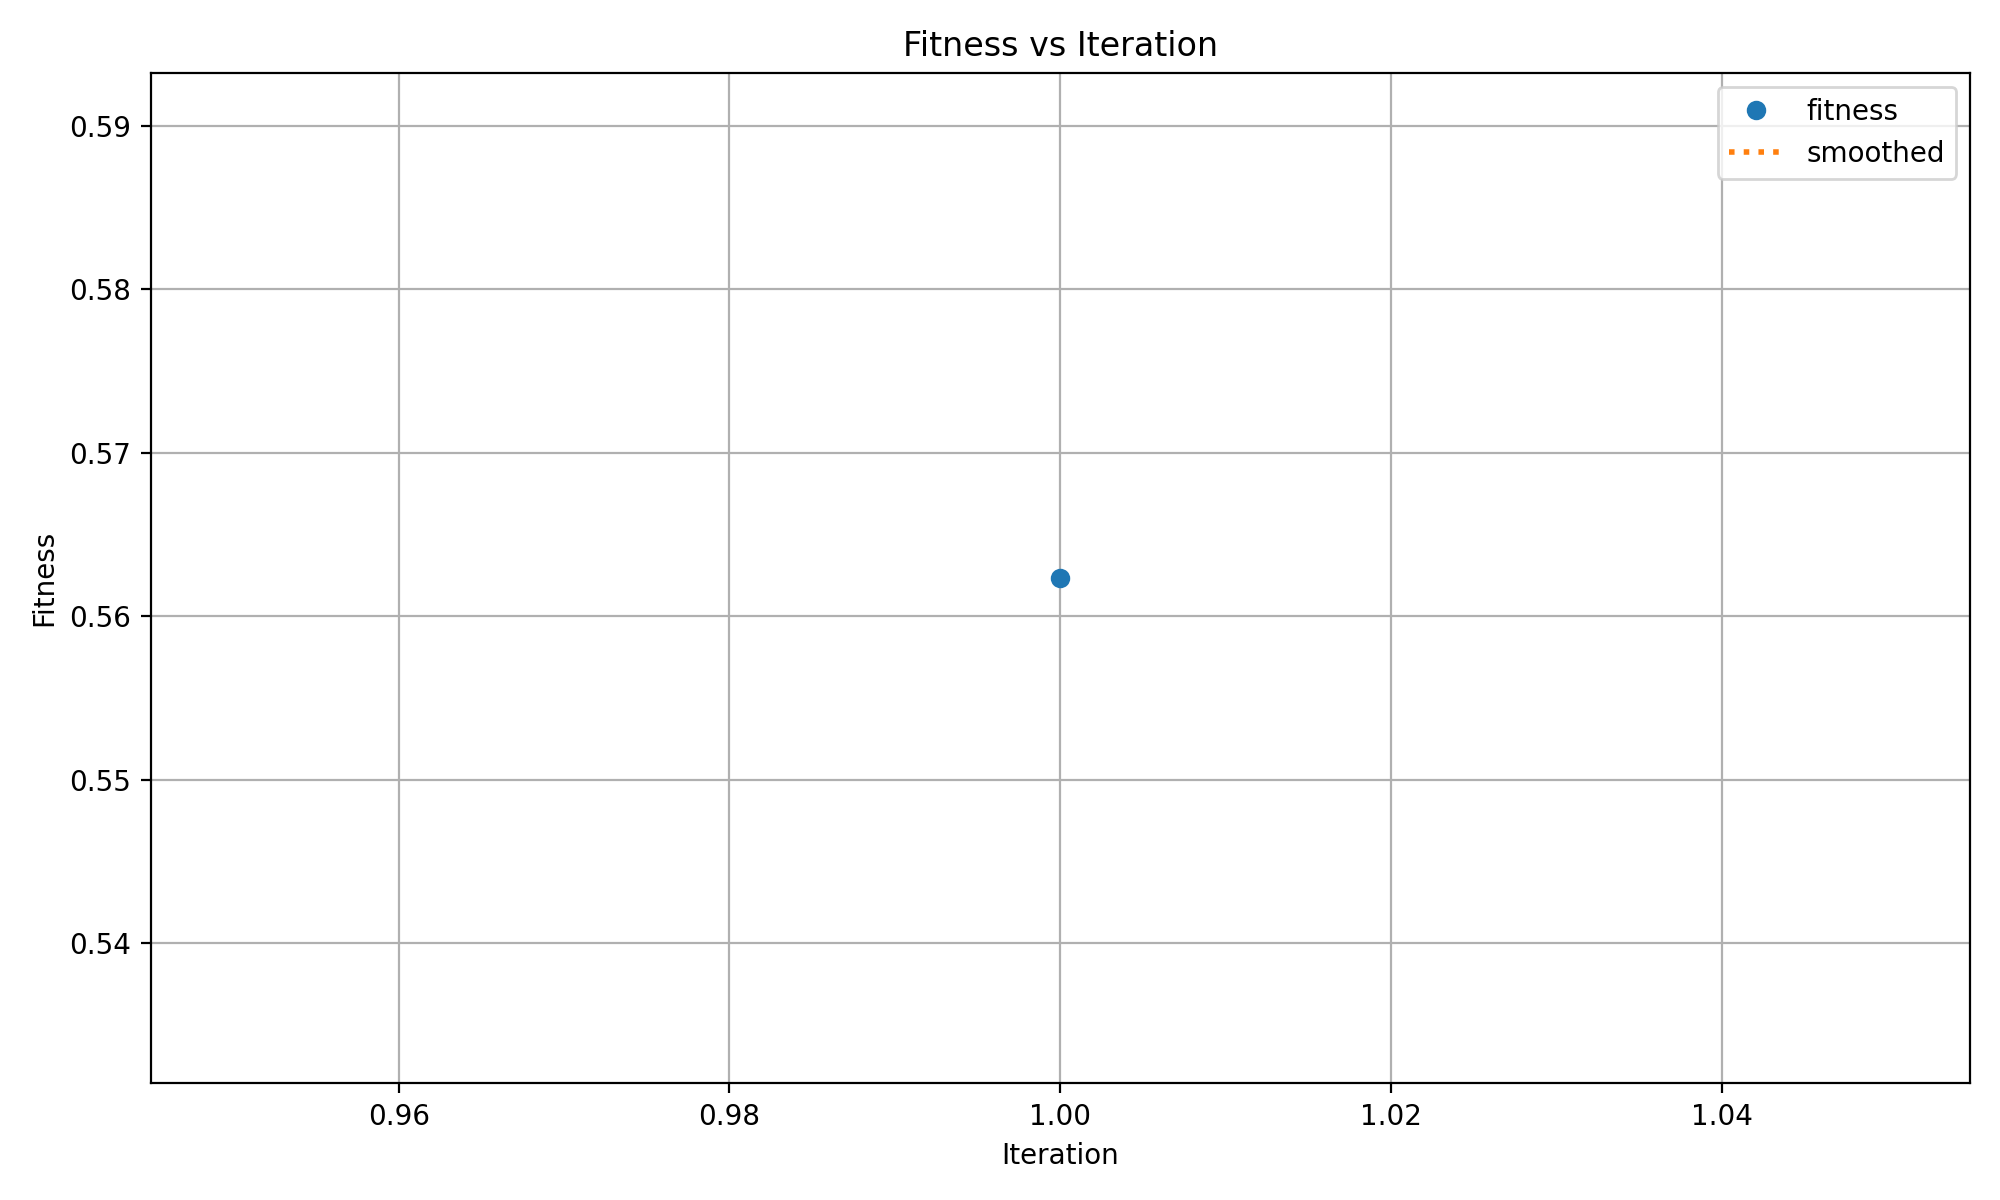 Fitness vs Iteration
fitness
smoothed
0.59
0.58
0.57
0.56
0.55
0.54
Fitness
0.96 0.98 1.00 1.02 1.04
Iteration